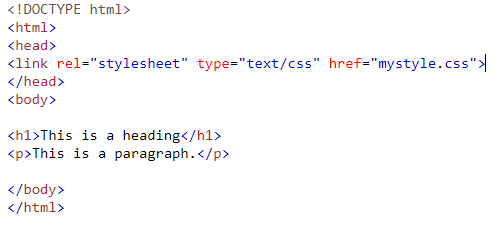 <!DOCTYPE html>
<html>
<head>
<link rel="stylesheet" type="text/css" href="mystyle.css">
</head>
<body>
<h1>This is a heading</h1>
<p>This is a paragraph.</p>
</body>
</html>